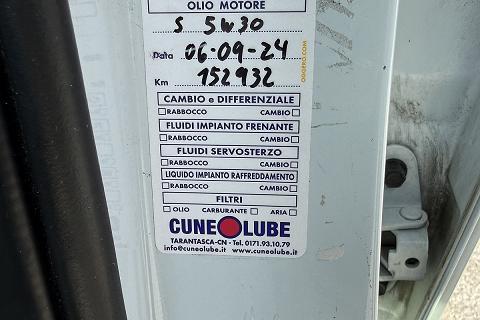 OLIO MOTORE
S 5W30
Data 06-09-24
Km 152932
OGGERO.COM
CAMBIO e DIFFERENZIALE
RABBOCCO CAMBIO
FLUIDI IMPIANTO FRENANTE
RABBOCCO CAMBIO
FLUIDI SERVOSTERZO
RABBOCCO CAMBIO
LIQUIDO IMPIANTO RAFFREDDAMENTO
RABBOCCO CAMBIO
FILTRI
OLIO CARBURANTE ARIA
CUNEOLUBE
TARANTASCA-CN - Tel. 0171.93.10.79
info@cuneolube.it - www.cuneolube.it